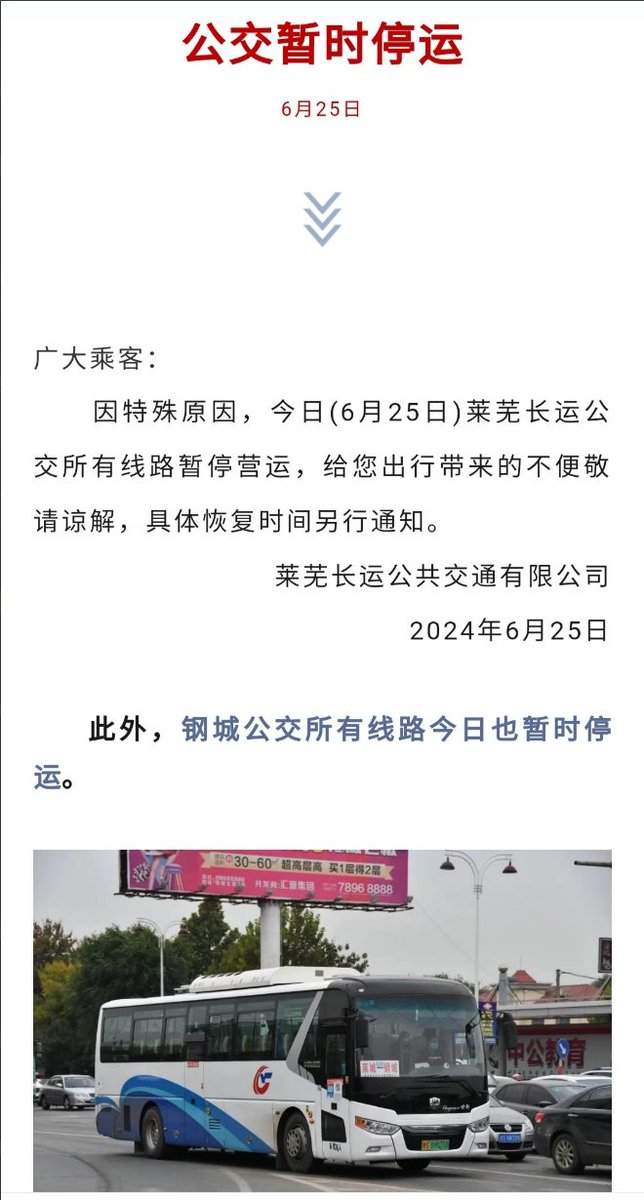 公交暂时停运
6月25日
广大乘客：
因特殊原因，今日(6月25日)莱芜长运公
交所有线路暂停营运，给您出行带来的不便敬
请谅解，具体恢复时间另行通知。
莱芜长运公共交通有限公司
2024年6月25日
此外，钢城公交所有线路今日也暂时停
运。
30-60㎡ 超高层高 买1层得2层
开发商:汇源集团 7896 8888
莱城 钢城
中公教育